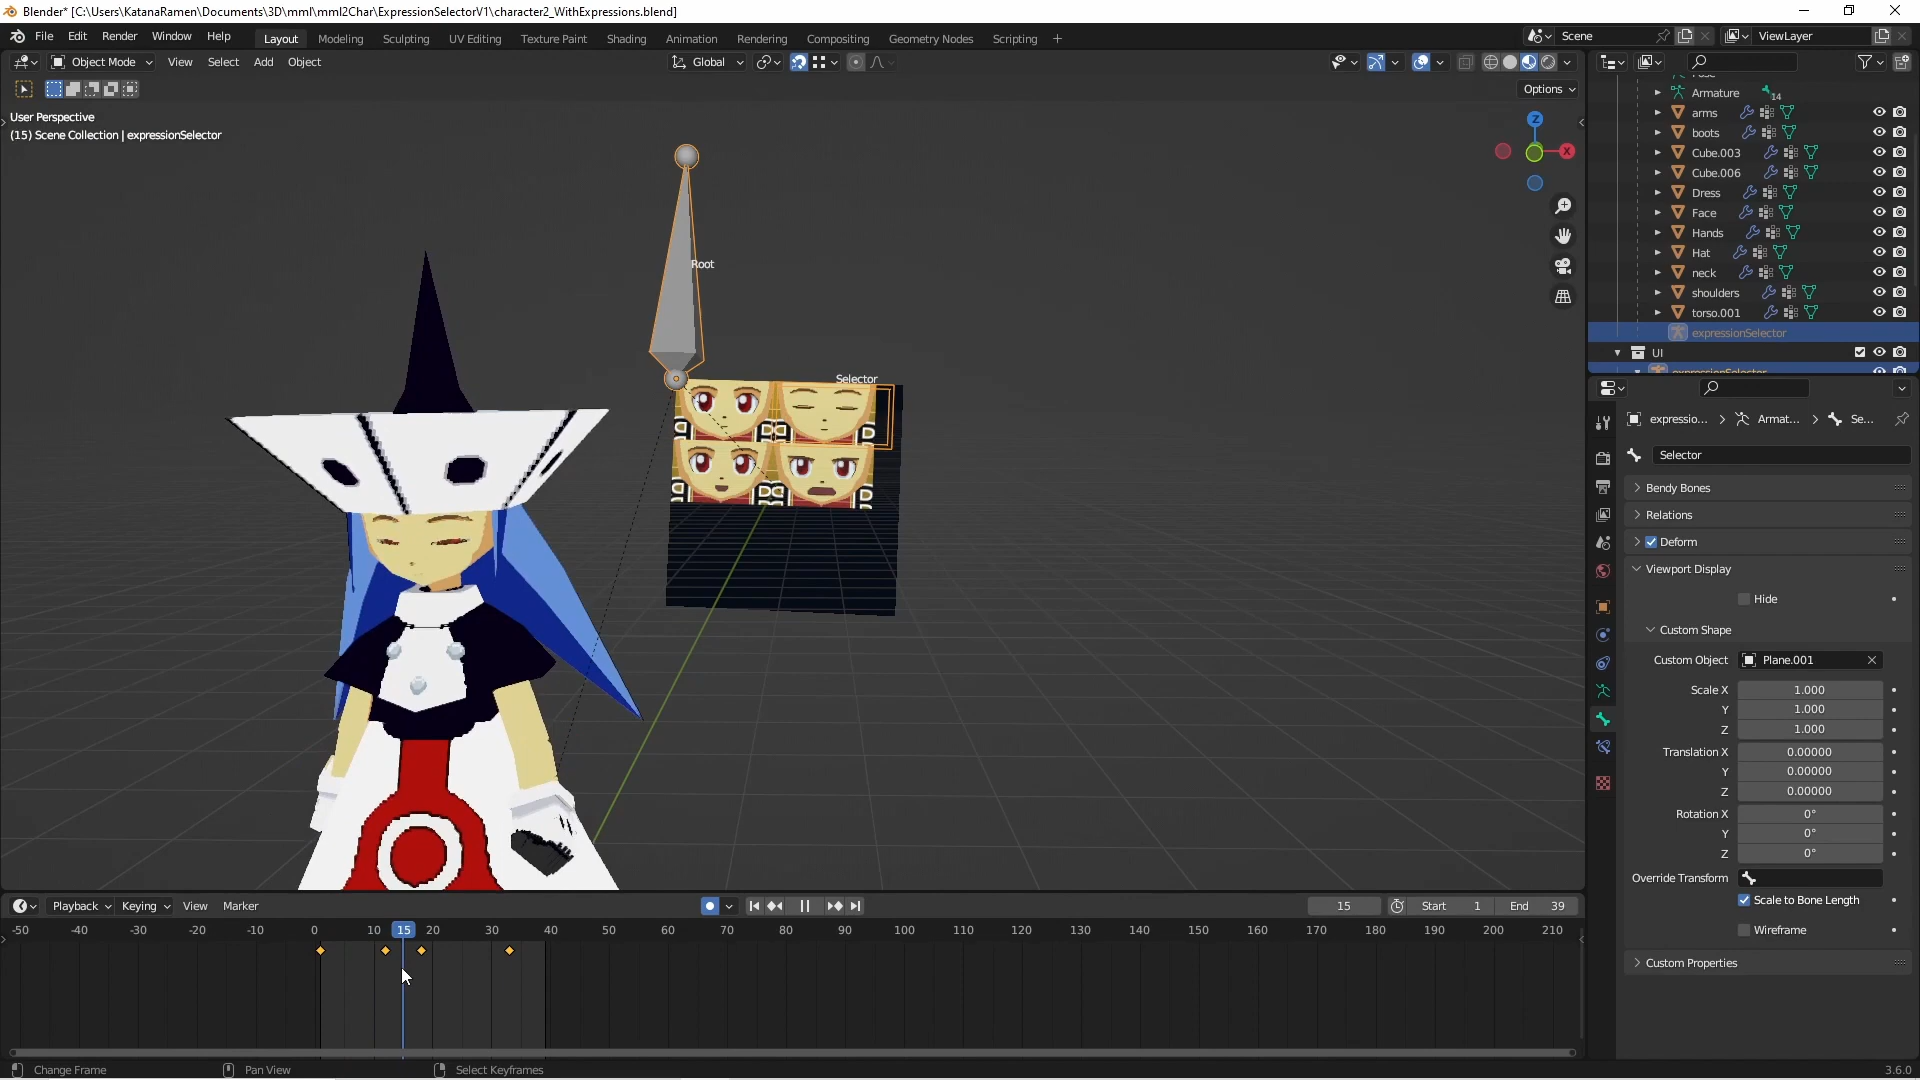 Blender* [C:\Users\KatanaRamen\Documents\3D\mml\mml2Char\ExpressionSelectorV1\character2_WithExpressions.blend]
File Edit Render Window Help Layout Modeling Sculpting UV Editing Texture Paint Shading Animation Rendering Compositing Geometry Nodes Scripting + Scene ViewLayer
Object Mode View Select Add Object Global
Options
User Perspective
(15) Scene Collection | expressionSelector
Z
X
Root
Selector
Armature 14
arms
boots
Cube.003
Cube.006
Dress
Face
Hands
Hat
neck
shoulders
torso.001
expressionSelector
UI
expressionSelector
expressio... Armat... Se...
Selector
Bendy Bones
Relations
Deform
Viewport Display
Hide
Custom Shape
Custom Object Plane.001
Scale X 1.000
Y 1.000
Z 1.000
Translation X 0.00000
Y 0.00000
Z 0.00000
Rotation X 0°
Y 0°
Z 0°
Override Transform
Scale to Bone Length
Wireframe
Custom Properties
Playback Keying View Marker 15 Start 1 End 39
-50 -40 -30 -20 -10 0 10 15 20 30 40 50 60 70 80 90 100 110 120 130 140 150 160 170 180 190 200 210
Change Frame Pan View Select Keyframes 3.6.0